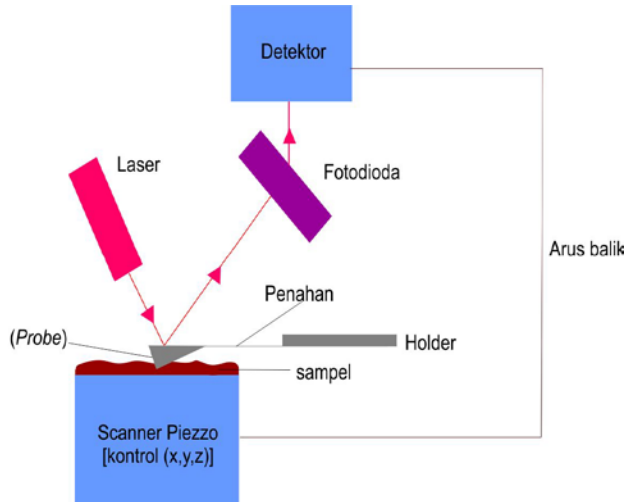 Detektor
Laser
Fotodioda
Arus balik
Penahan
(Probe)
Holder
sampel
Scanner Piezzo
[kontrol (x,y,z)]